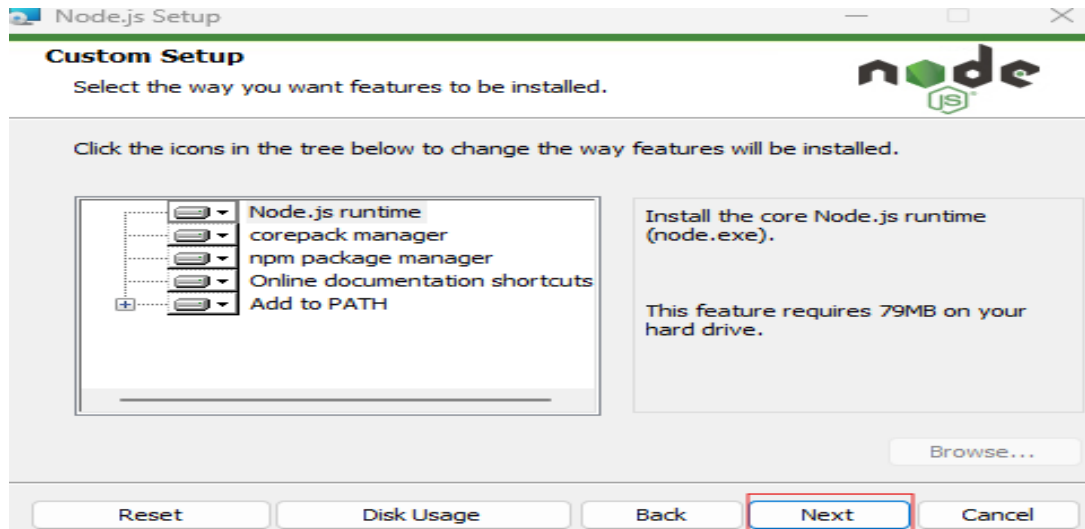 Node.js Setup
Custom Setup
Select the way you want features to be installed.
node
JS
Click the icons in the tree below to change the way features will be installed.
Node.js runtime
corepack manager
npm package manager
Online documentation shortcuts
Add to PATH
Install the core Node.js runtime
(node.exe).
This feature requires 79MB on your
hard drive.
Browse...
Reset
Disk Usage
Back
Next
Cancel